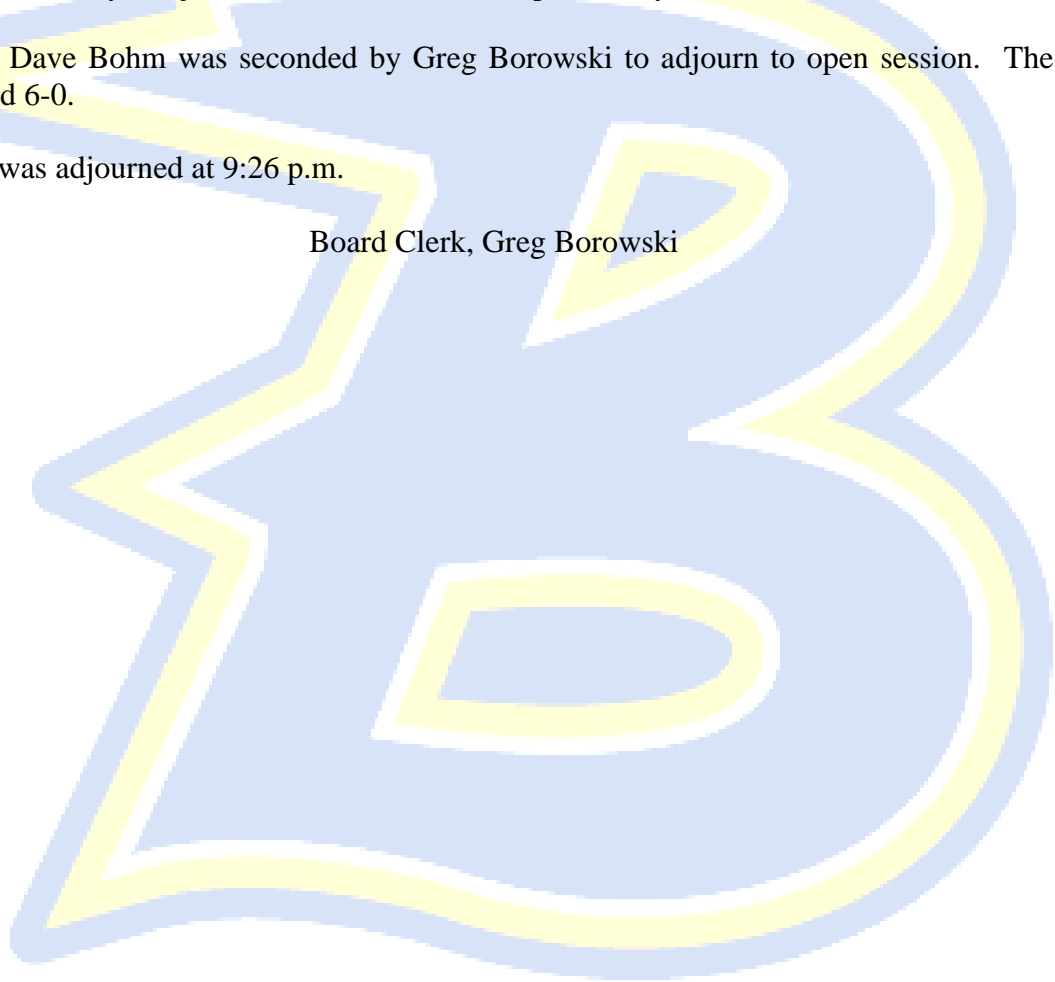 Dave Bohm was seconded by Greg Borowski to adjourn to open session. The
d 6-0.
was adjourned at 9:26 p.m.
Board Clerk, Greg Borowski
B